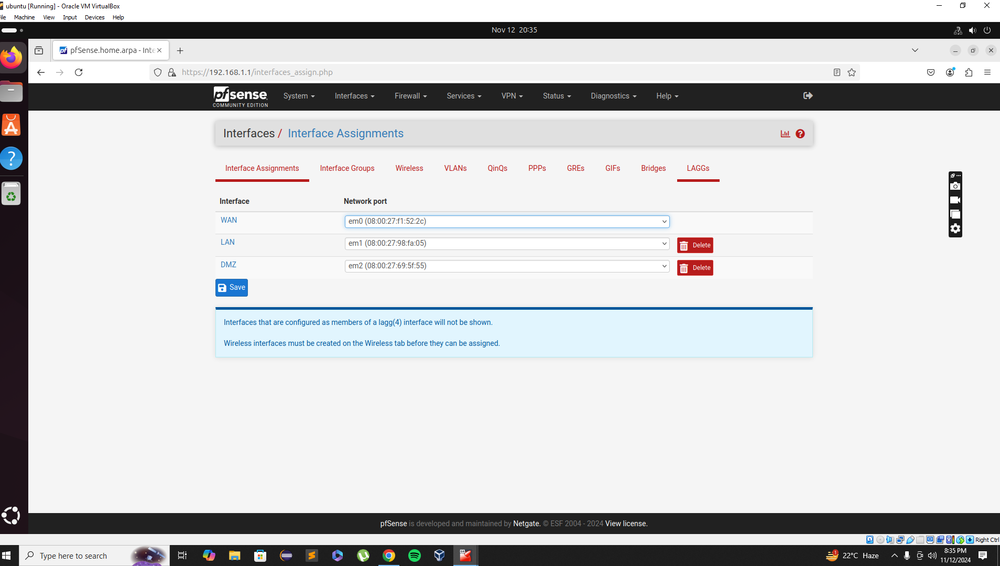 ubuntu [Running] - Oracle VM VirtualBox
ile Machine View Input Devices Help
Nov 12 20:35
pf pfSense.home.arpa - Inte
https://192.168.1.1/interfaces_assign.php
pfsense
COMMUNITY EDITION
System Interfaces Firewall Services VPN Status Diagnostics Help
Interfaces / Interface Assignments
Interface Assignments Interface Groups Wireless VLANs QinQs PPPs GREs GIFs Bridges LAGGs
Interface Network port
WAN em0 (08:00:27:f1:52:2c)
LAN em1 (08:00:27:98:fa:05) Delete
DMZ em2 (08:00:27:69:5f:55) Delete
Save
Interfaces that are configured as members of a lagg(4) interface will not be shown.
Wireless interfaces must be created on the Wireless tab before they can be assigned.
pfSense is developed and maintained by Netgate. © ESF 2004 - 2024 View license.
Right Ctrl
Type here to search
1
22°C Haze
8:35 PM
11/12/2024